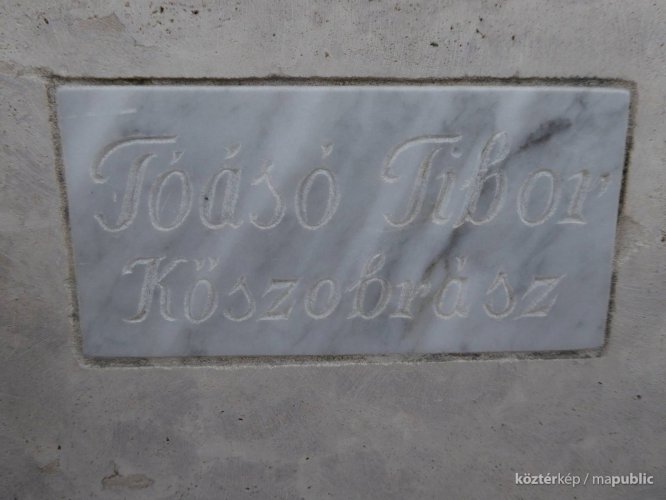 Tóásó Tibor
Kőszobrász
köztérkép / mapublic